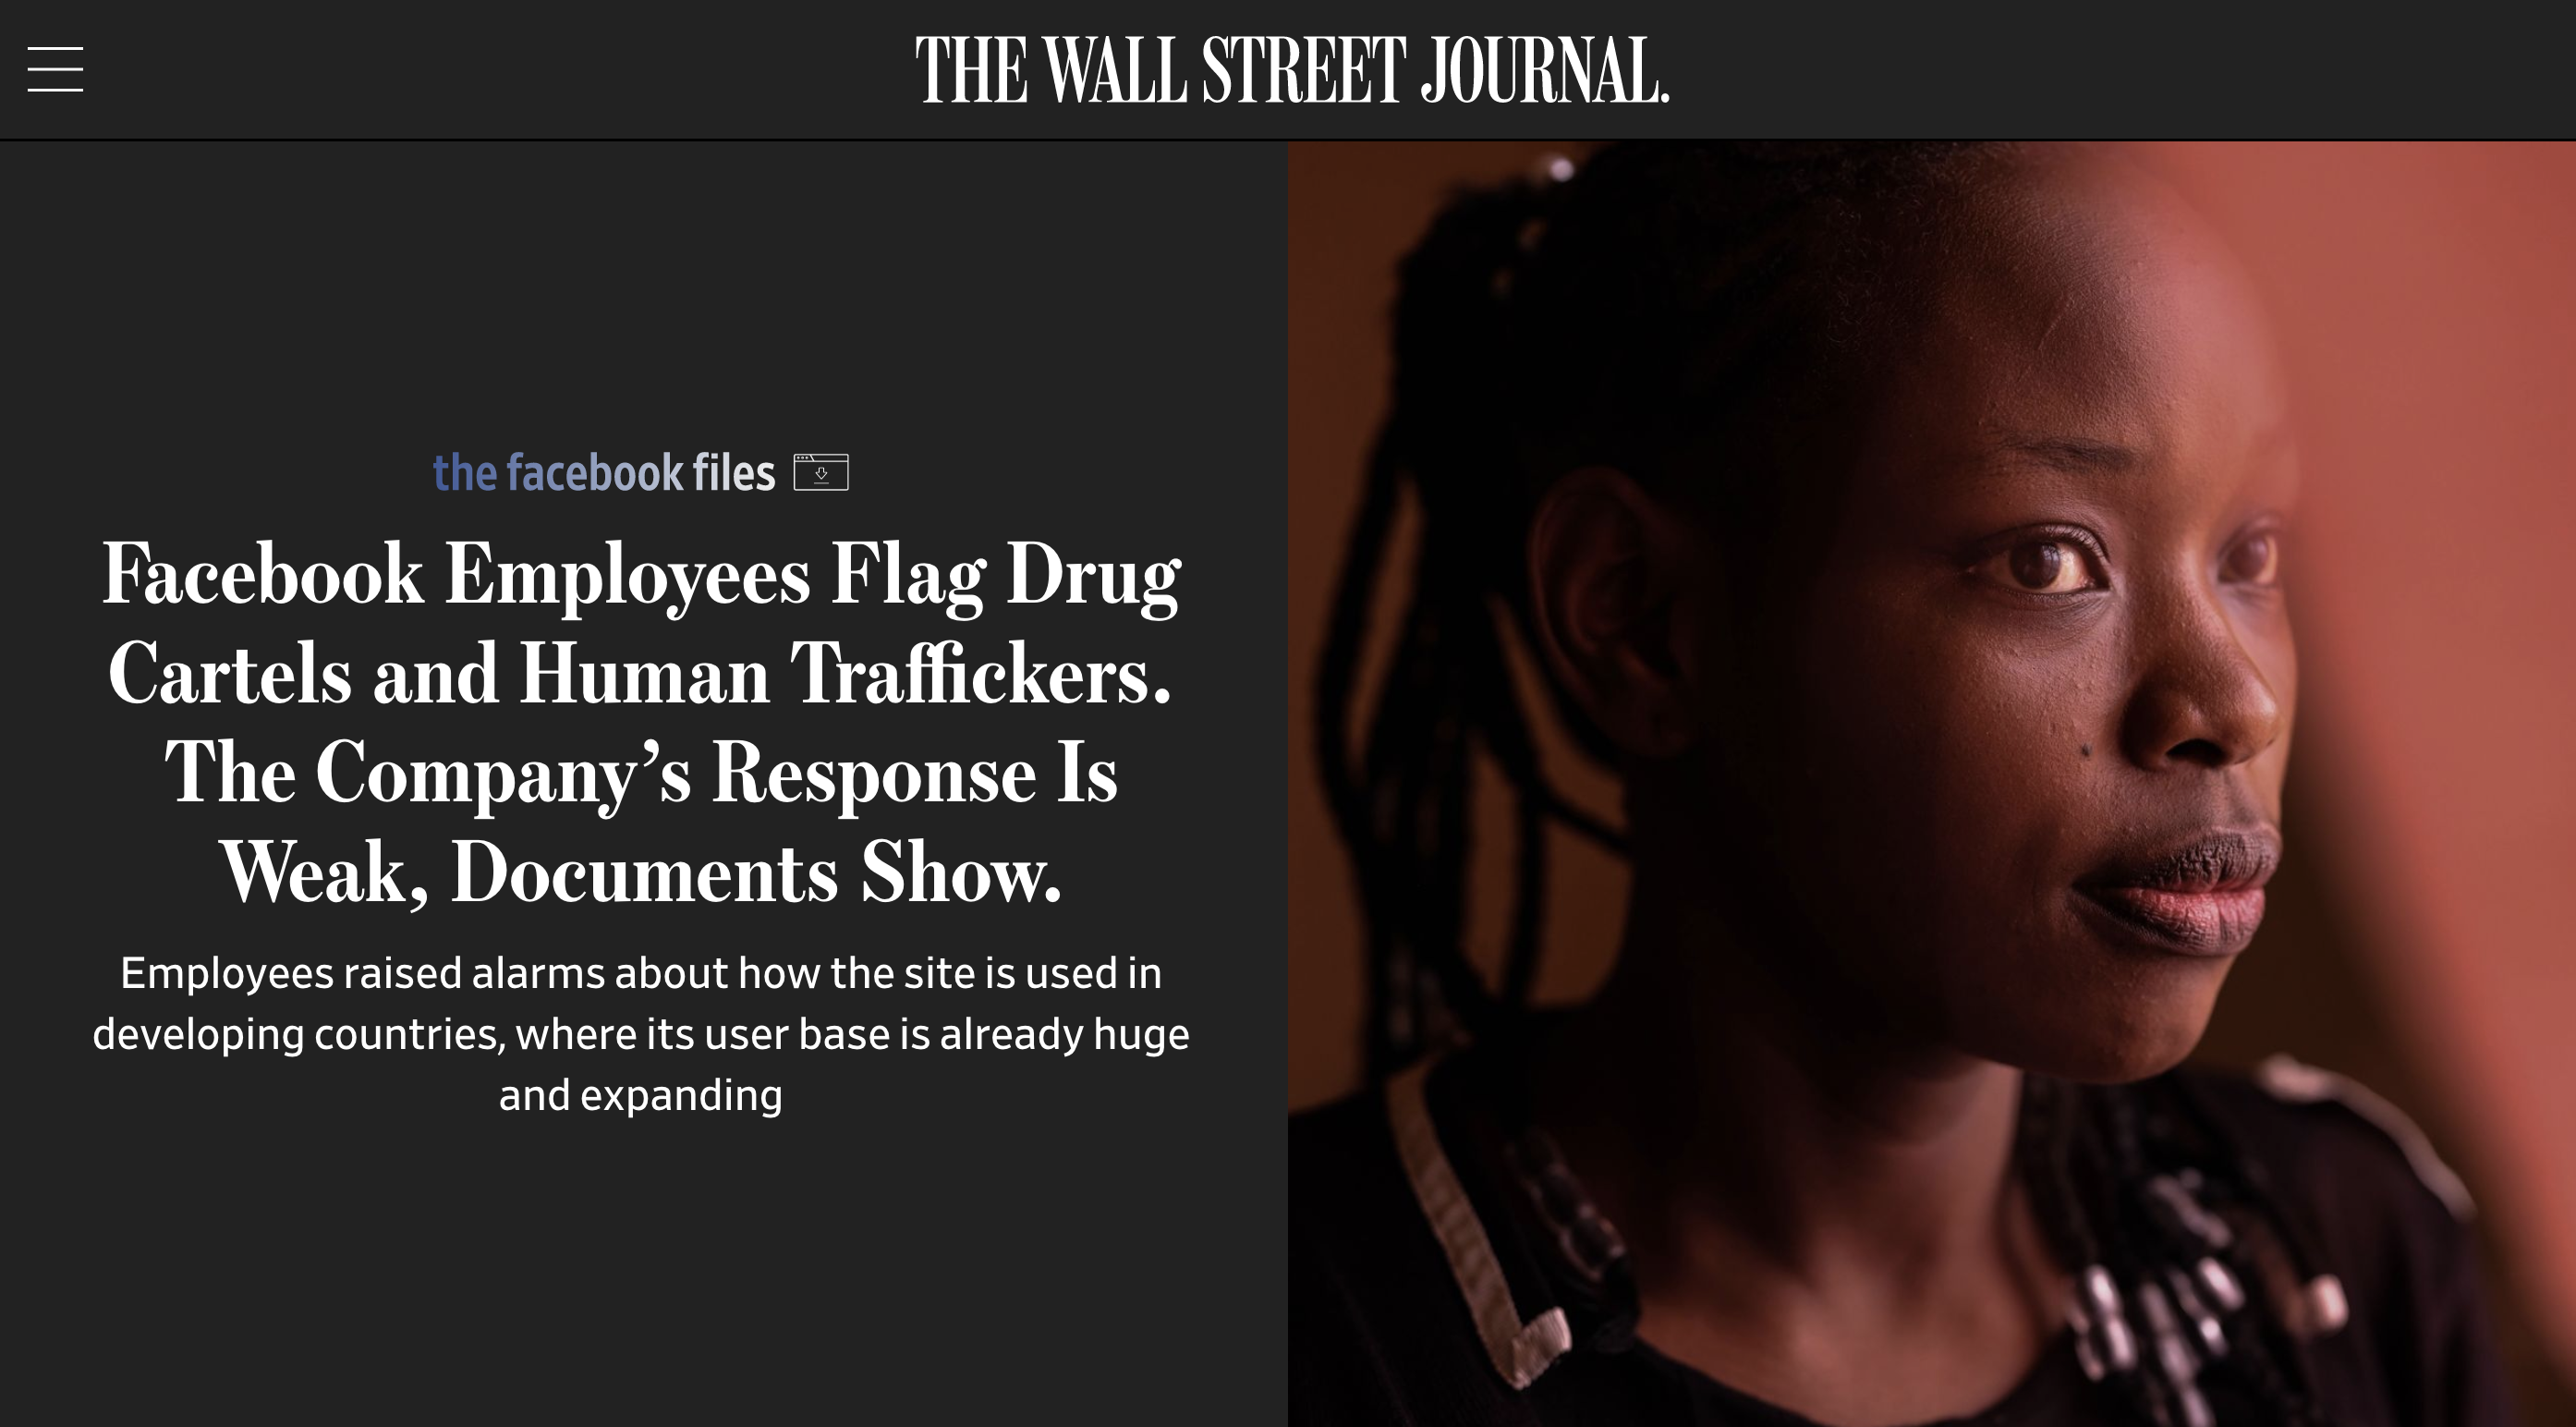 THE WALL STREET JOURNAL.
the facebook files
Facebook Employees Flag Drug
Cartels and Human Traffickers.
The Company’s Response Is
Weak, Documents Show.
Employees raised alarms about how the site is used in
developing countries, where its user base is already huge
and expanding